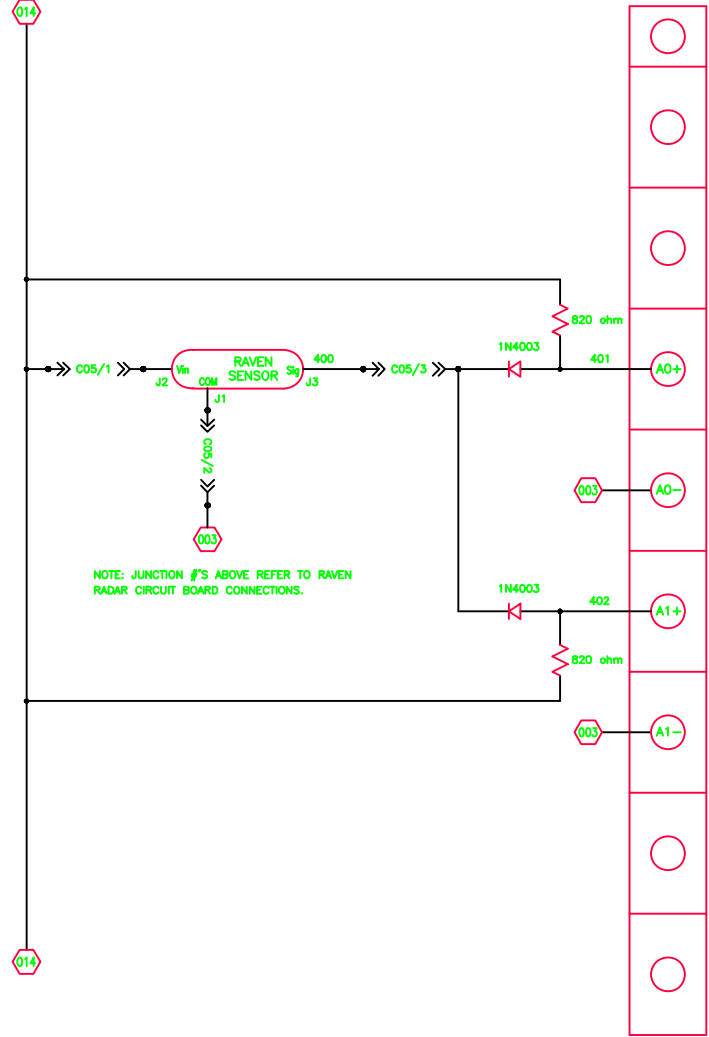 014
820 ohm
1N4003
RAVEN
SENSOR
400
401
C05/1
Vin
Sig
C05/3
A0+
J2
COM
J3
J1
C05/2
003
A0-
003
NOTE: JUNCTION #'S ABOVE REFER TO RAVEN
RADAR CIRCUIT BOARD CONNECTIONS.
1N4003
402
A1+
820 ohm
003
A1-
014